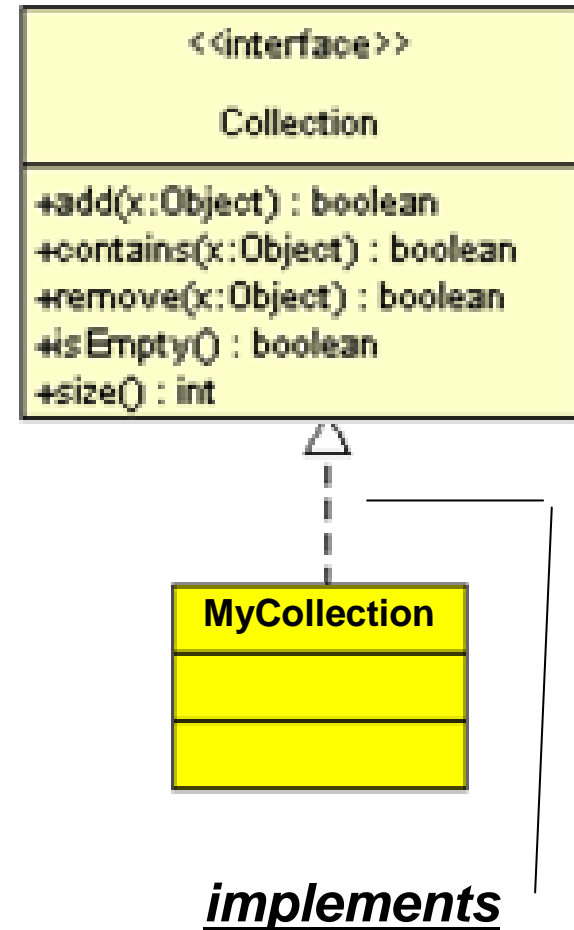 <<interface>>
Collection
+add(x:Object) : boolean
+contains(x:Object) : boolean
+remove(x:Object) : boolean
+isEmpty() : boolean
+size() : int
MyCollection
implements